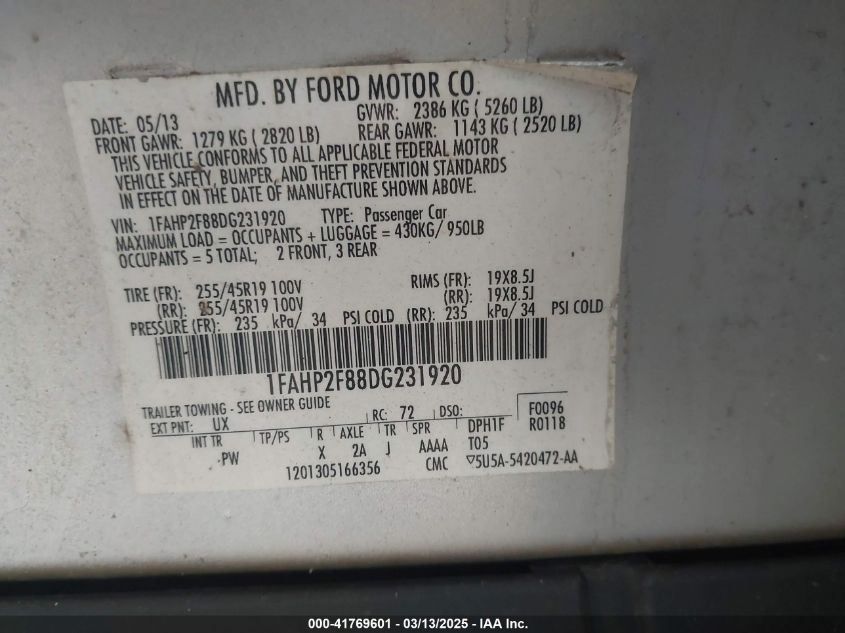 MFD. BY FORD MOTOR CO.
DATE: 05/13 GVWR: 2386 KG ( 5260 LB)
FRONT GAWR: 1279 KG ( 2820 LB) REAR GAWR: 1143 KG ( 2520 LB)
THIS VEHICLE CONFORMS TO ALL APPLICABLE FEDERAL MOTOR
VEHICLE SAFETY, BUMPER, AND THEFT PREVENTION STANDARDS
IN EFFECT ON THE DATE OF MANUFACTURE SHOWN ABOVE.
VIN: 1FAHP2F88DG231920 TYPE: Passenger Car
MAXIMUM LOAD = OCCUPANTS + LUGGAGE = 430KG/ 950LB
OCCUPANTS = 5 TOTAL; 2 FRONT, 3 REAR
TIRE (FR): 255/45R19 100V RIMS (FR): 19X8.5J
(RR): 255/45R19 100V (RR): 19X8.5J
PRESSURE (FR): 235 kPa/ 34 PSI COLD (RR): 235 kPa/ 34 PSI COLD
1FAHP2F88DG231920
TRAILER TOWING - SEE OWNER GUIDE
EXT PNT: UX RC: 72 DSO: F0096
R0118
INT TR TP/PS R AXLE TR SPR DPH1F
PW X 2A J AAAA T05
1201305166356 CMC ▽5U5A-5420472-AA
000-41769601 - 03/13/2025 - IAA Inc.